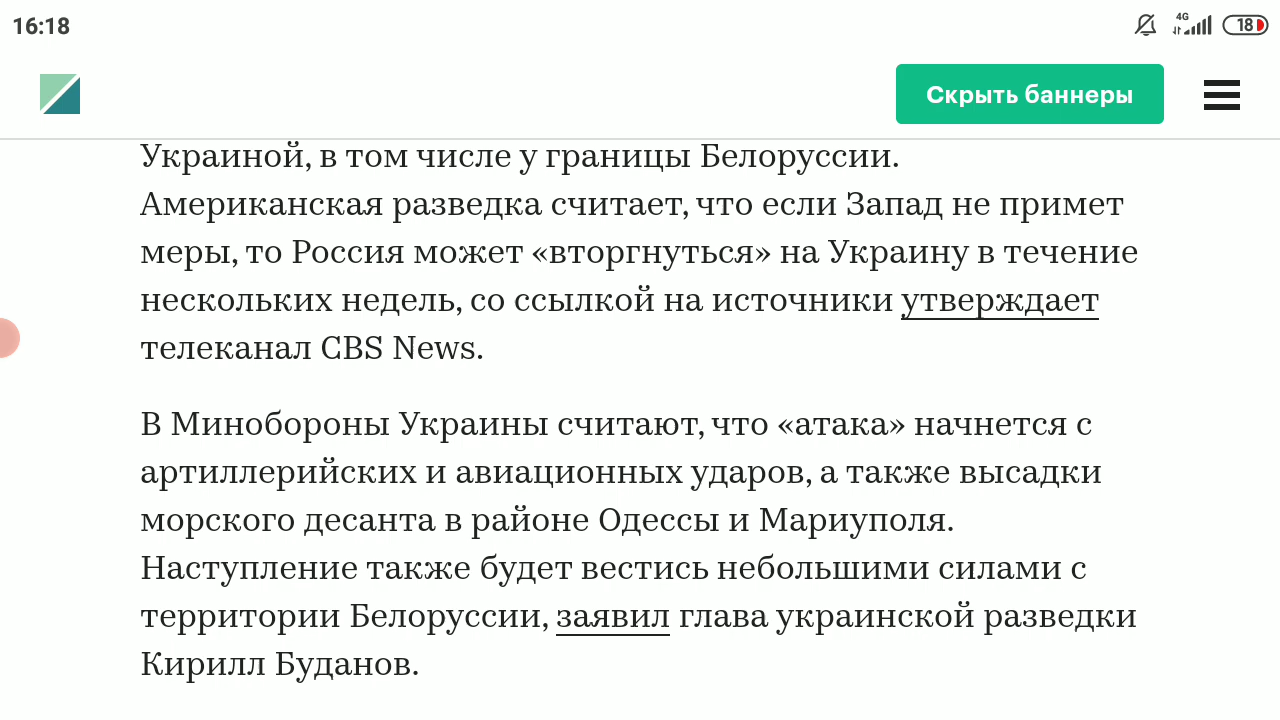 16:18
4G
18
Скрыть баннеры
Украиной, в том числе у границы Белоруссии.
Американская разведка считает, что если Запад не примет
меры, то Россия может «вторгнуться» на Украину в течение
нескольких недель, со ссылкой на источники утверждает
телеканал CBS News.
В Минобороны Украины считают, что «атака» начнется с
артиллерийских и авиационных ударов, а также высадки
морского десанта в районе Одессы и Мариуполя.
Наступление также будет вестись небольшими силами с
территории Белоруссии, заявил глава украинской разведки
Кирилл Буданов.